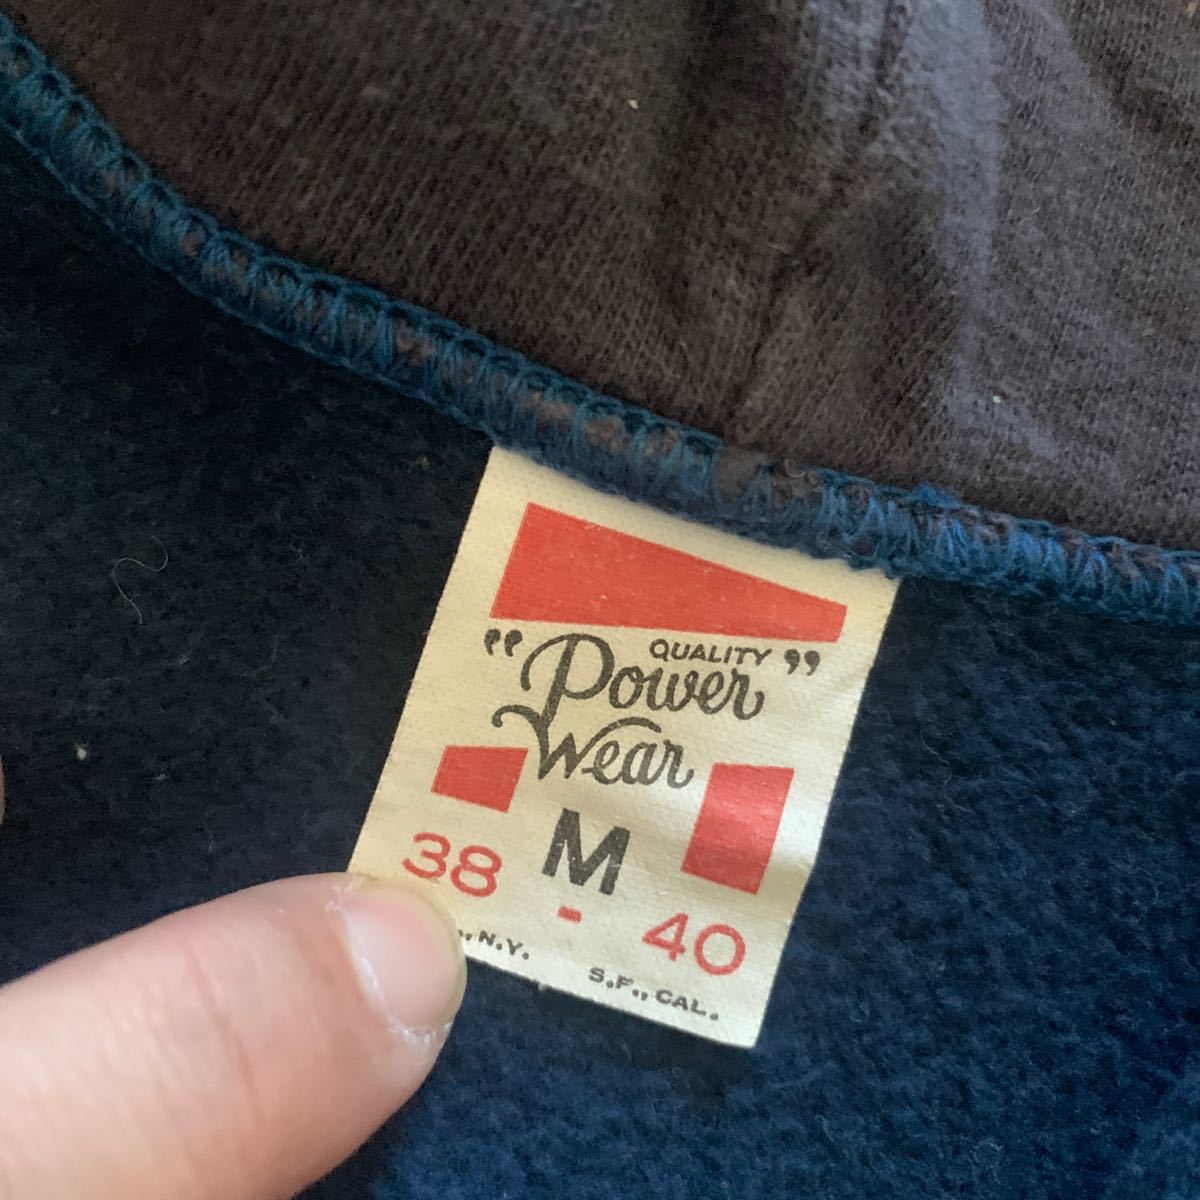 QUALITY
"Power"
Wear
M
38 - 40
., N.Y.
S.F., CAL.